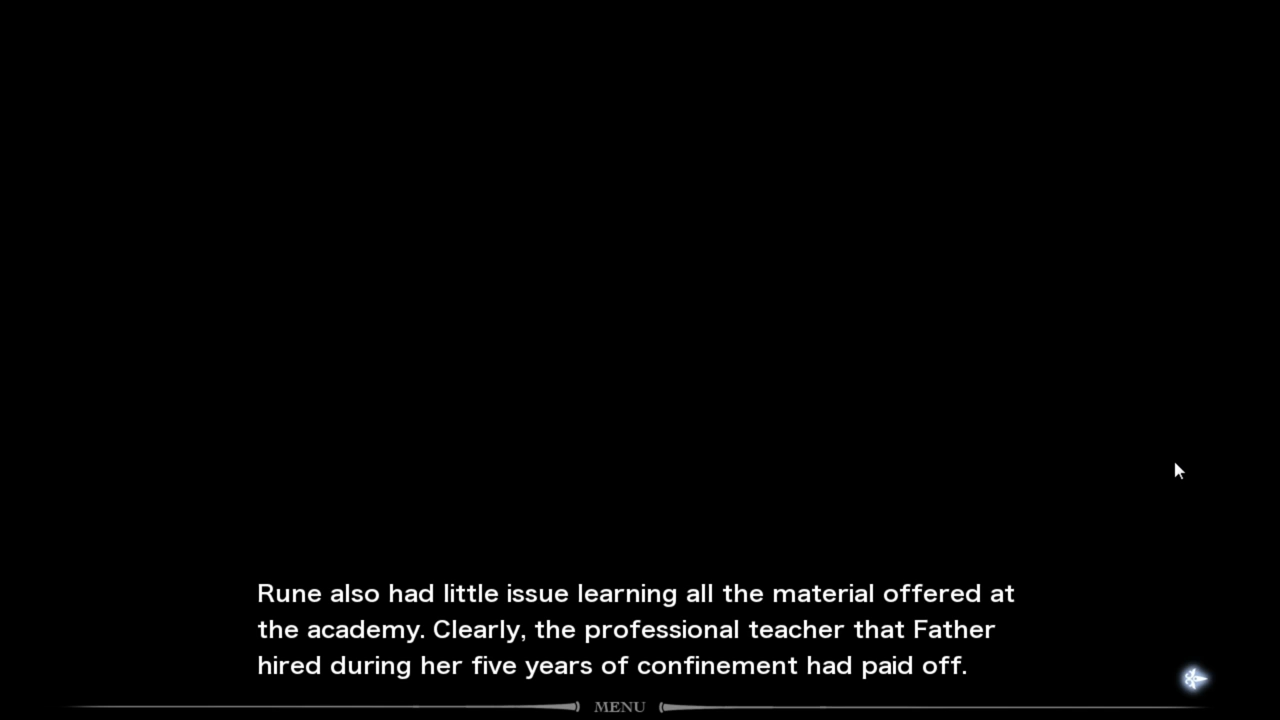 Rune also had little issue learning all the material offered at
the academy. Clearly, the professional teacher that Father
hired during her five years of confinement had paid off.
MENU